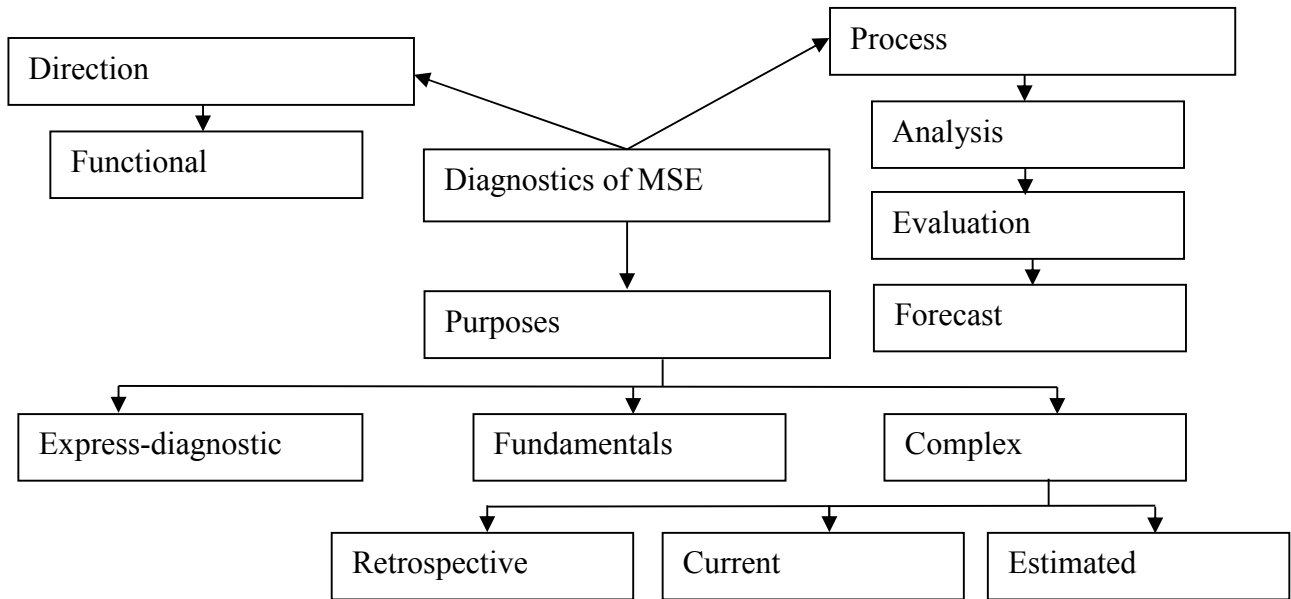 Process
Direction
Analysis
Functional
Diagnostics of MSE
Evaluation
Purposes
Forecast
Express-diagnostic
Fundamentals
Complex
Retrospective
Current
Estimated